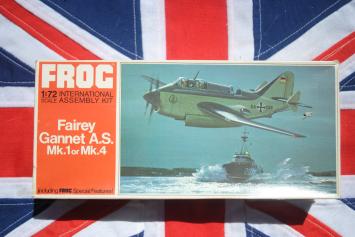 FROG
1:72 INTERNATIONAL
SCALE ASSEMBLY KIT
Fairey
Gannet A.S.
Mk.1 or Mk.4
including FROG Special Features!